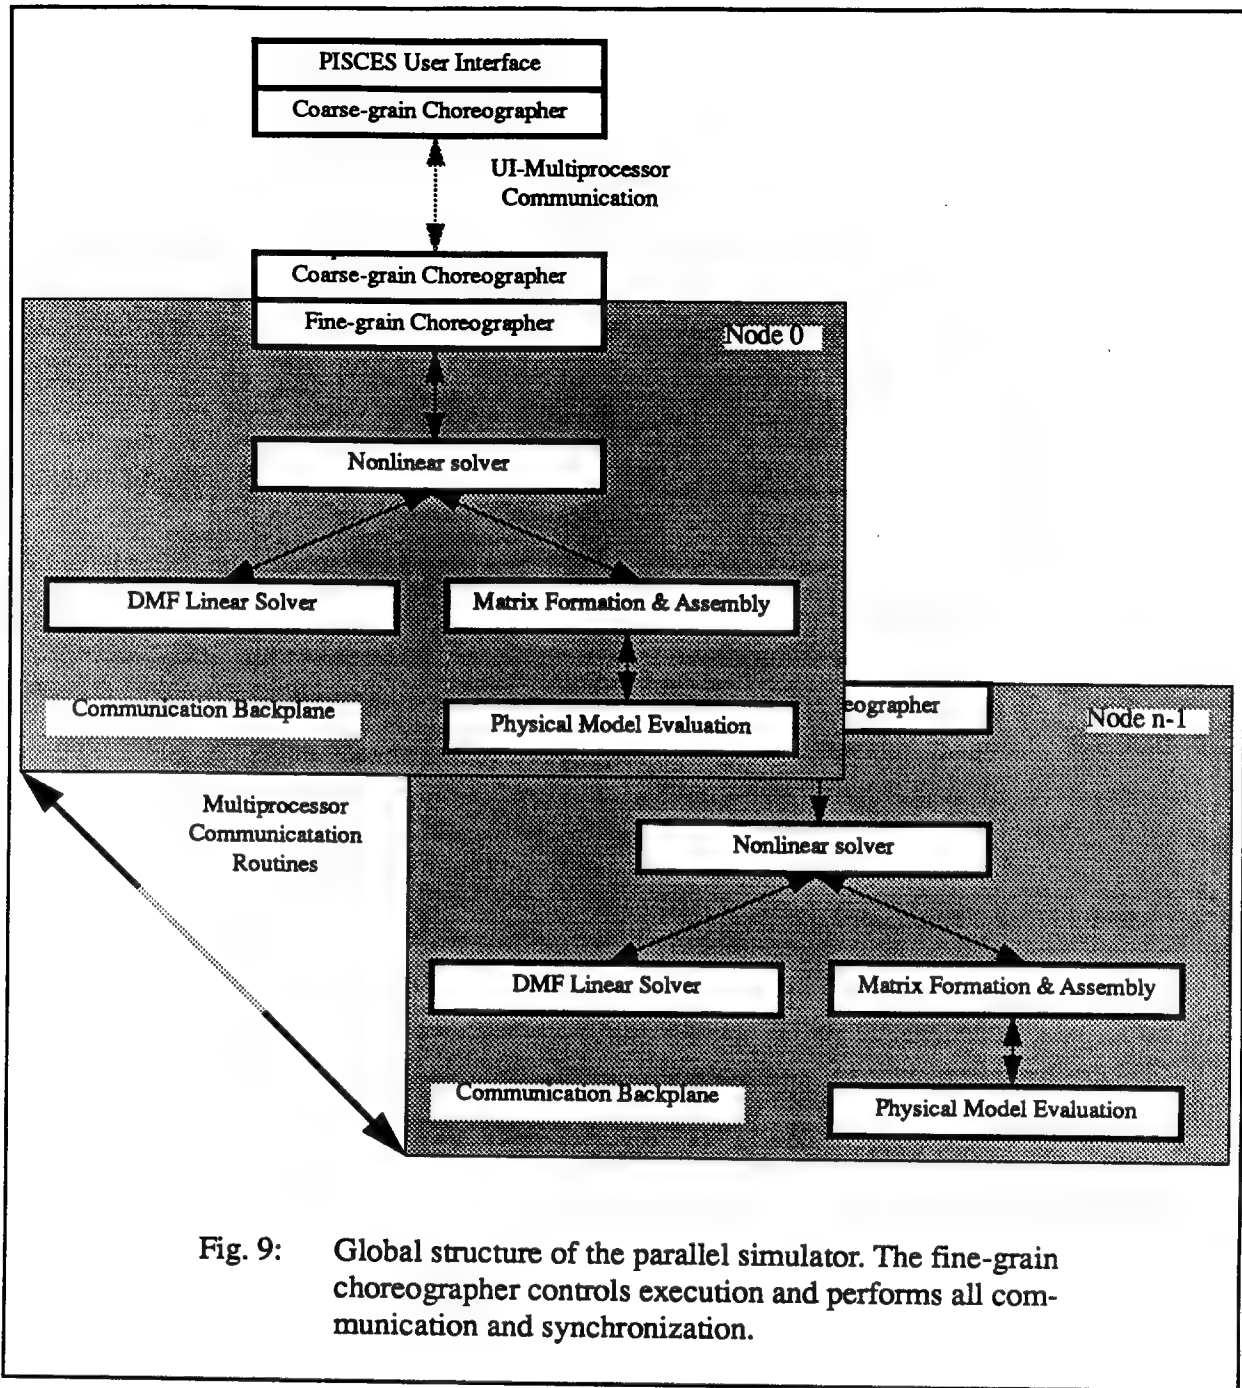 PISCES User Interface
Coarse-grain Choreographer
UI-Multiprocessor
Communication
Coarse-grain Choreographer
Fine-grain Choreographer
Node 0
Nonlinear solver
DMF Linear Solver
Matrix Formation & Assembly
Communication Backplane
Physical Model Evaluation
eographer
Node n-1
Multiprocessor
Communicatation
Routines
Nonlinear solver
DMF Linear Solver
Matrix Formation & Assembly
Communication Backplane
Physical Model Evaluation
Fig. 9: Global structure of the parallel simulator. The fine-grain
choreographer controls execution and performs all com-
munication and synchronization.